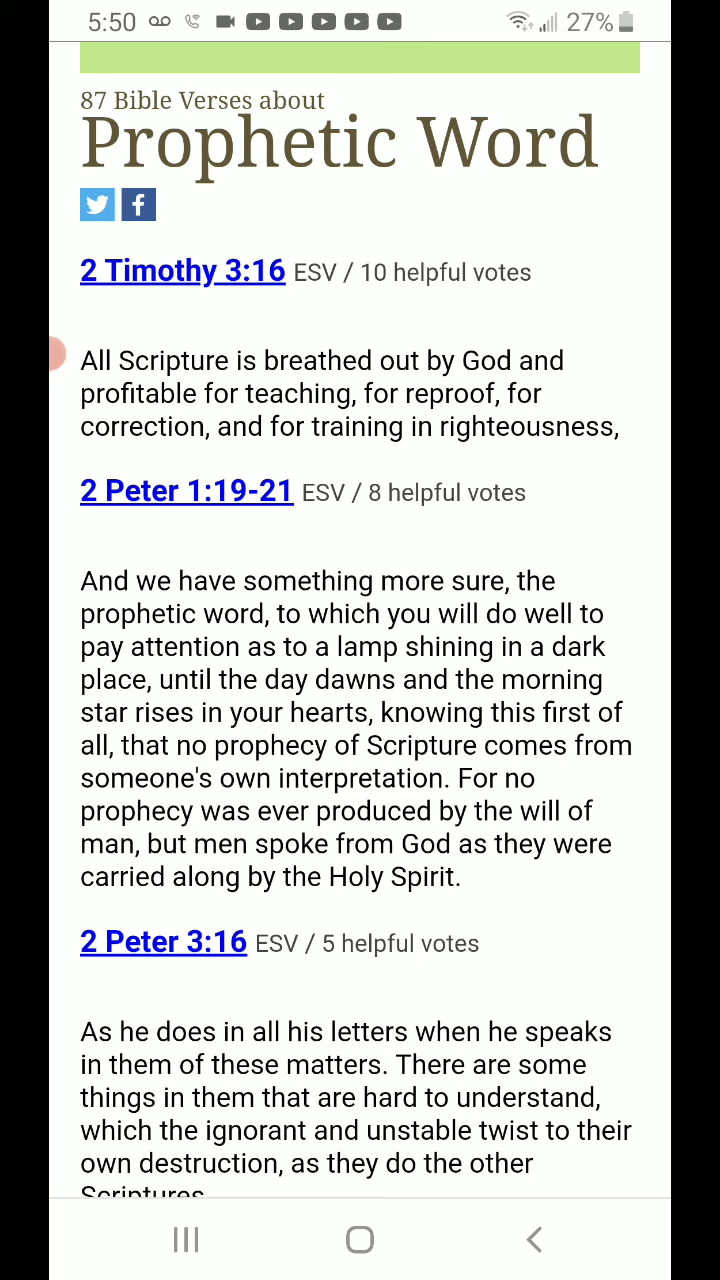 5:50 27%
87 Bible Verses about
Prophetic Word
2 Timothy 3:16 ESV / 10 helpful votes
All Scripture is breathed out by God and
profitable for teaching, for reproof, for
correction, and for training in righteousness,
2 Peter 1:19-21 ESV / 8 helpful votes
And we have something more sure, the
prophetic word, to which you will do well to
pay attention as to a lamp shining in a dark
place, until the day dawns and the morning
star rises in your hearts, knowing this first of
all, that no prophecy of Scripture comes from
someone's own interpretation. For no
prophecy was ever produced by the will of
man, but men spoke from God as they were
carried along by the Holy Spirit.
2 Peter 3:16 ESV / 5 helpful votes
As he does in all his letters when he speaks
in them of these matters. There are some
things in them that are hard to understand,
which the ignorant and unstable twist to their
own destruction, as they do the other
Scriptures